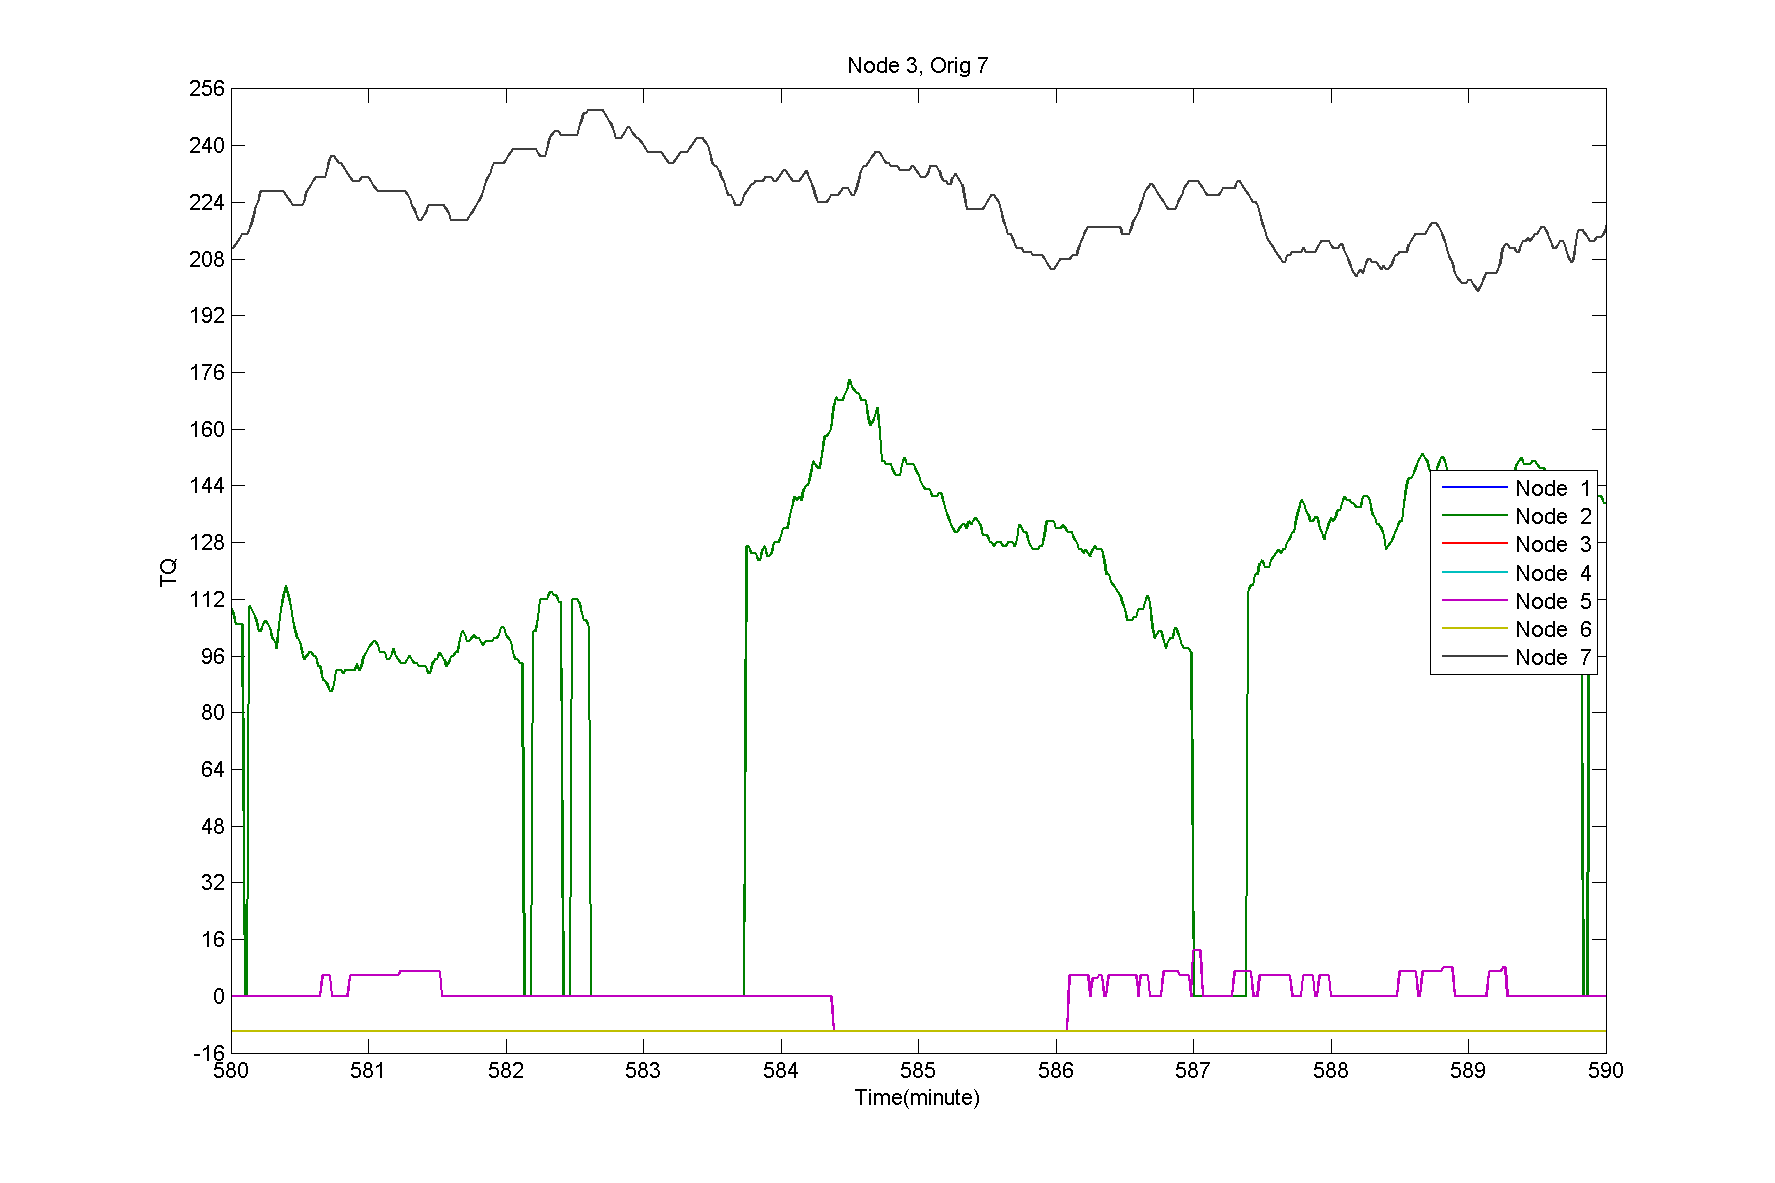 Node 3, Orig 7
256
240
224
208
192
176
160
144
128
112
96
80
64
48
32
16
0
-16
TQ
Node 1
Node 2
Node 3
Node 4
Node 5
Node 6
Node 7
580 581 582 583 584 585 586 587 588 589 590
Time(minute)